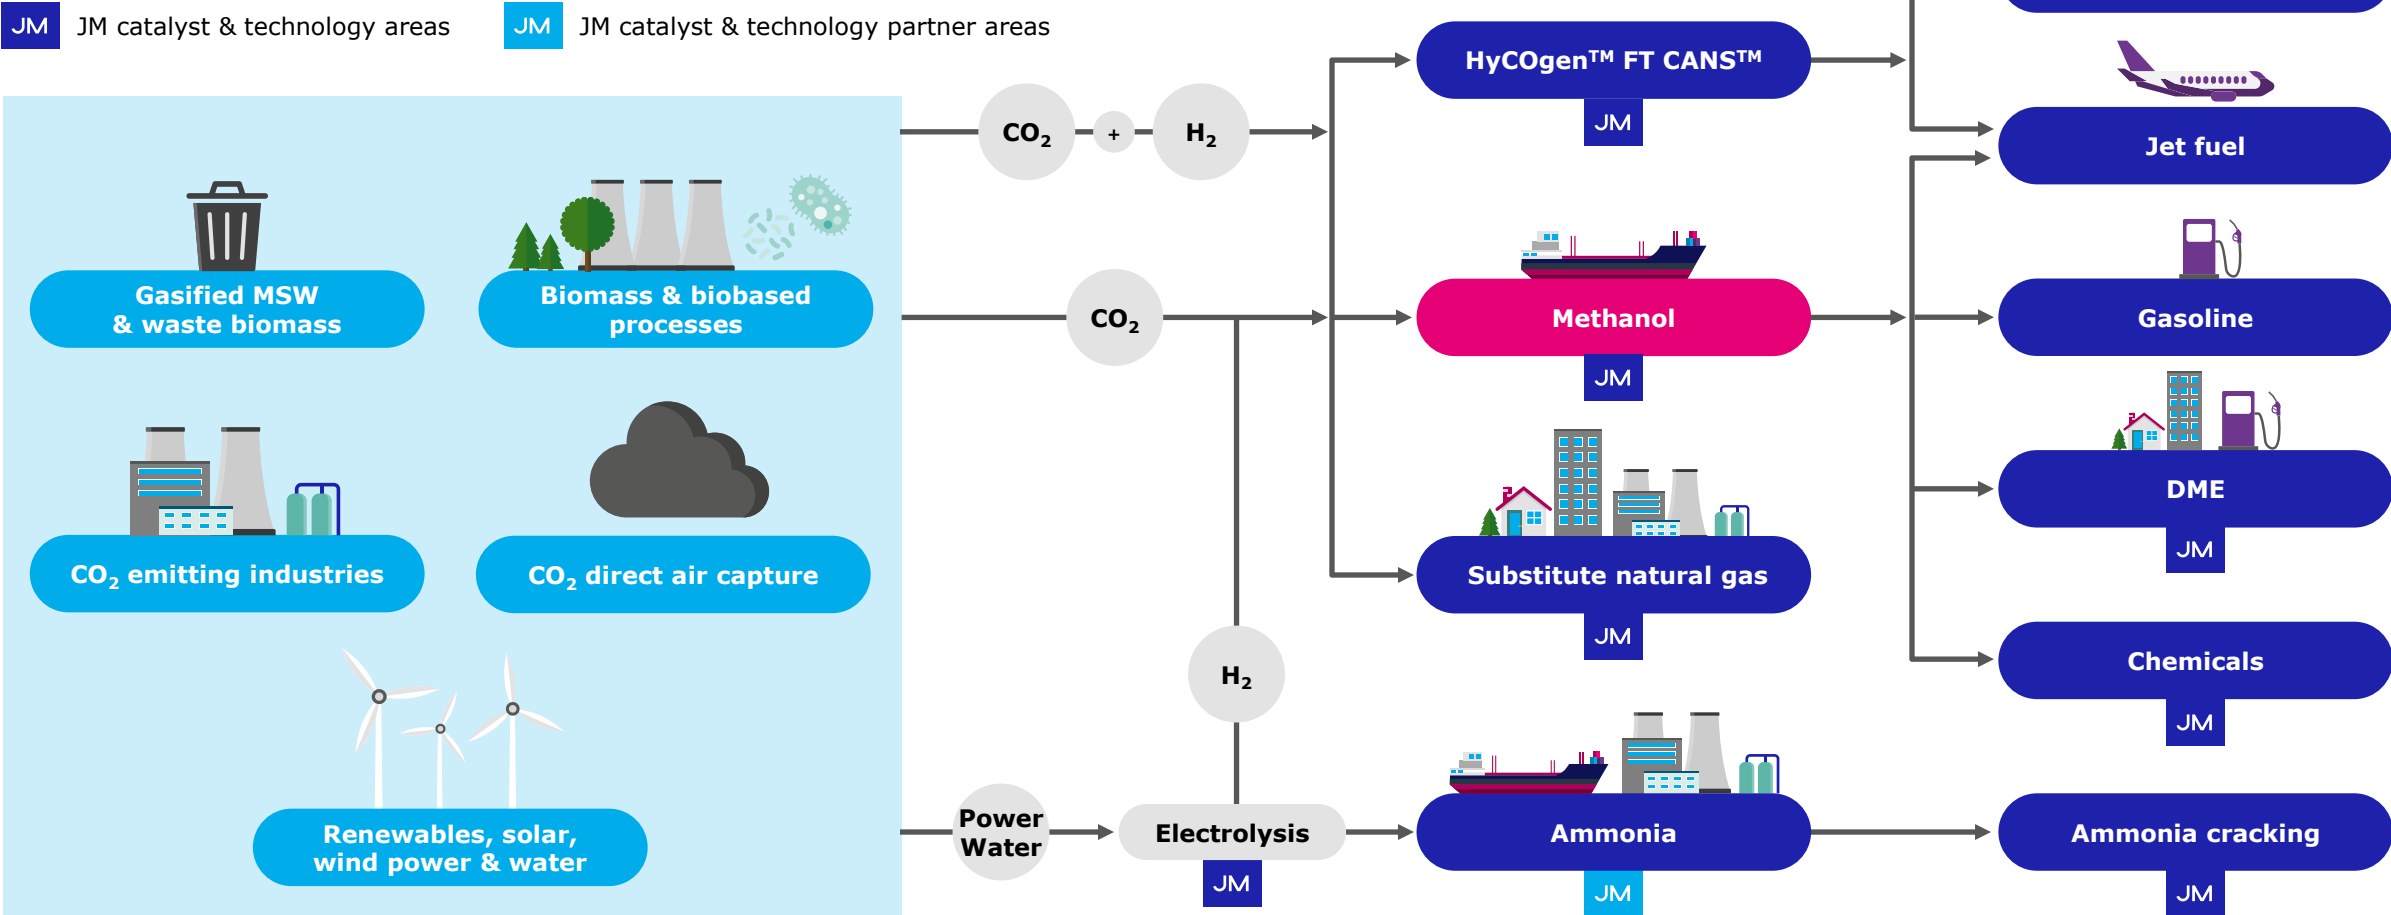 JM JM catalyst & technology areas
JM JM catalyst & technology partner areas
Gasified MSW
& waste biomass
Biomass & biobased
processes
CO₂ emitting industries
CO₂ direct air capture
Renewables, solar,
wind power & water
CO₂
+
H₂
CO₂
H₂
Power
Water
Electrolysis
JM
HyCOgen™ FT CANS™
JM
Methanol
JM
Substitute natural gas
JM
Ammonia
JM
Jet fuel
Gasoline
DME
JM
Chemicals
JM
Ammonia cracking
JM